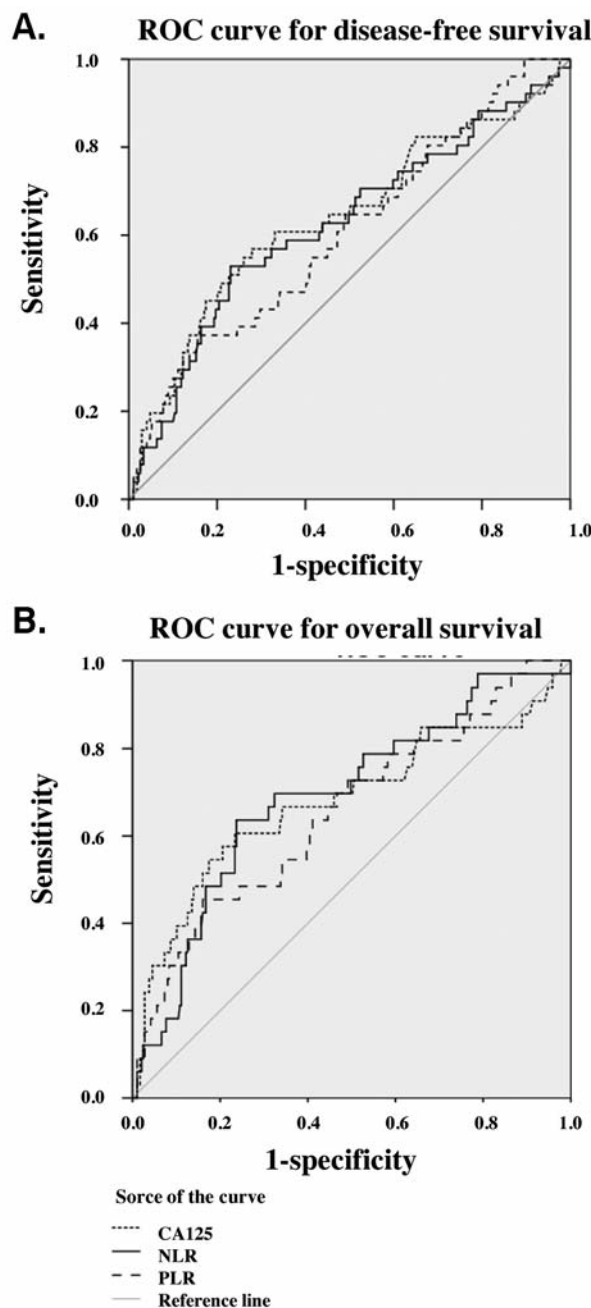 A.
ROC curve for disease-free survival
1.0
0.8
0.6
0.4
0.2
0.0
Sensitivity
0.0 0.2 0.4 0.6 0.8 1.0
1-specificity
B.
ROC curve for overall survival
1.0
0.8
0.6
0.4
0.2
0.0
Sensitivity
0.0 0.2 0.4 0.6 0.8 1.0
1-specificity
Sorce of the curve
CA125
NLR
PLR
Reference line